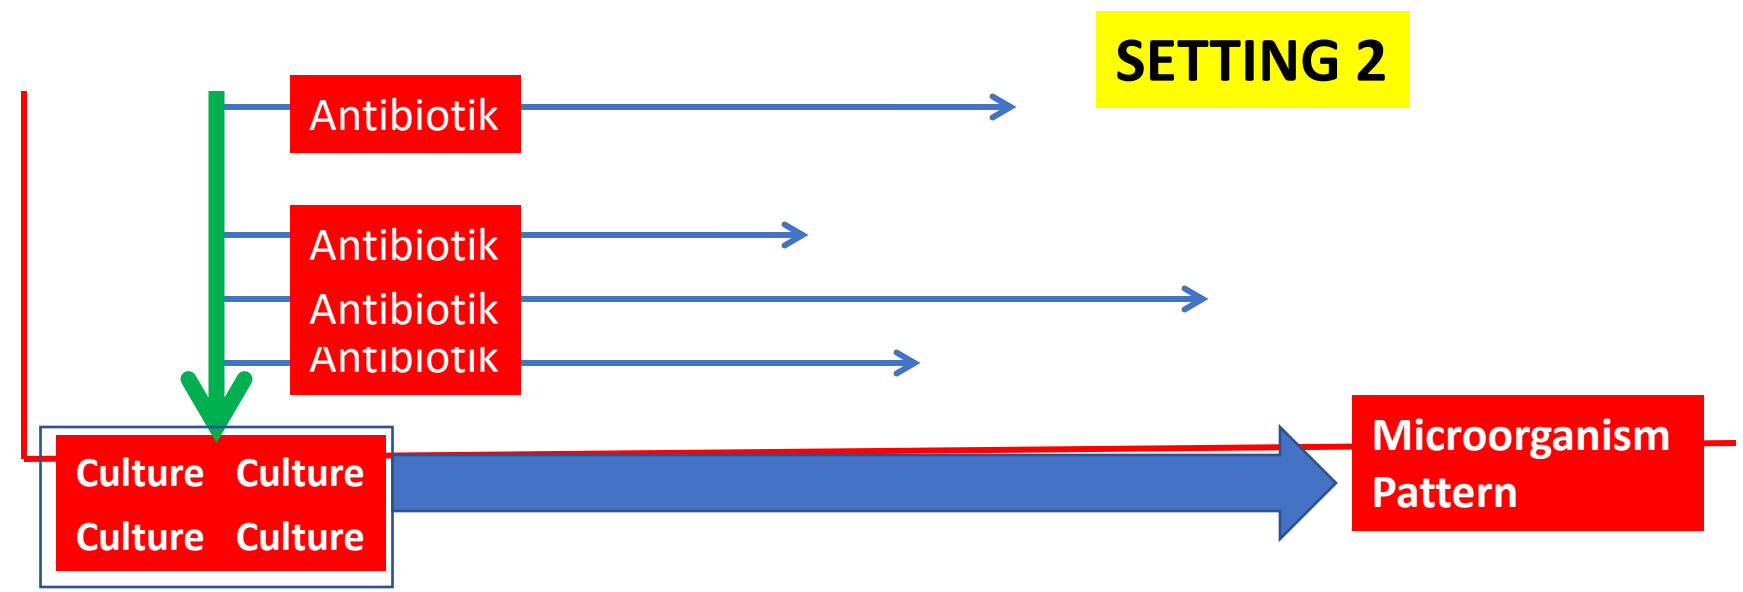 SETTING 2
Antibiotik
Antibiotik
Antibiotik
Antibiotik
Culture Culture
Culture Culture
Microorganism
Pattern